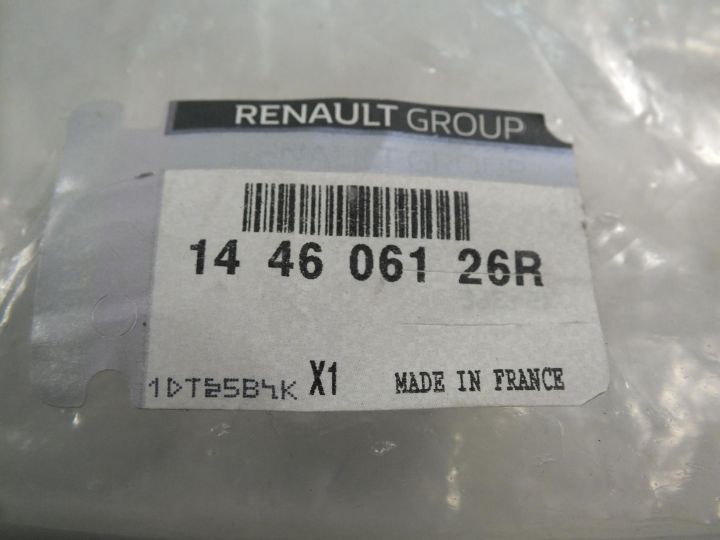 RENAULT GROUP
14 46 061 26R
X1 MADE IN FRANCE